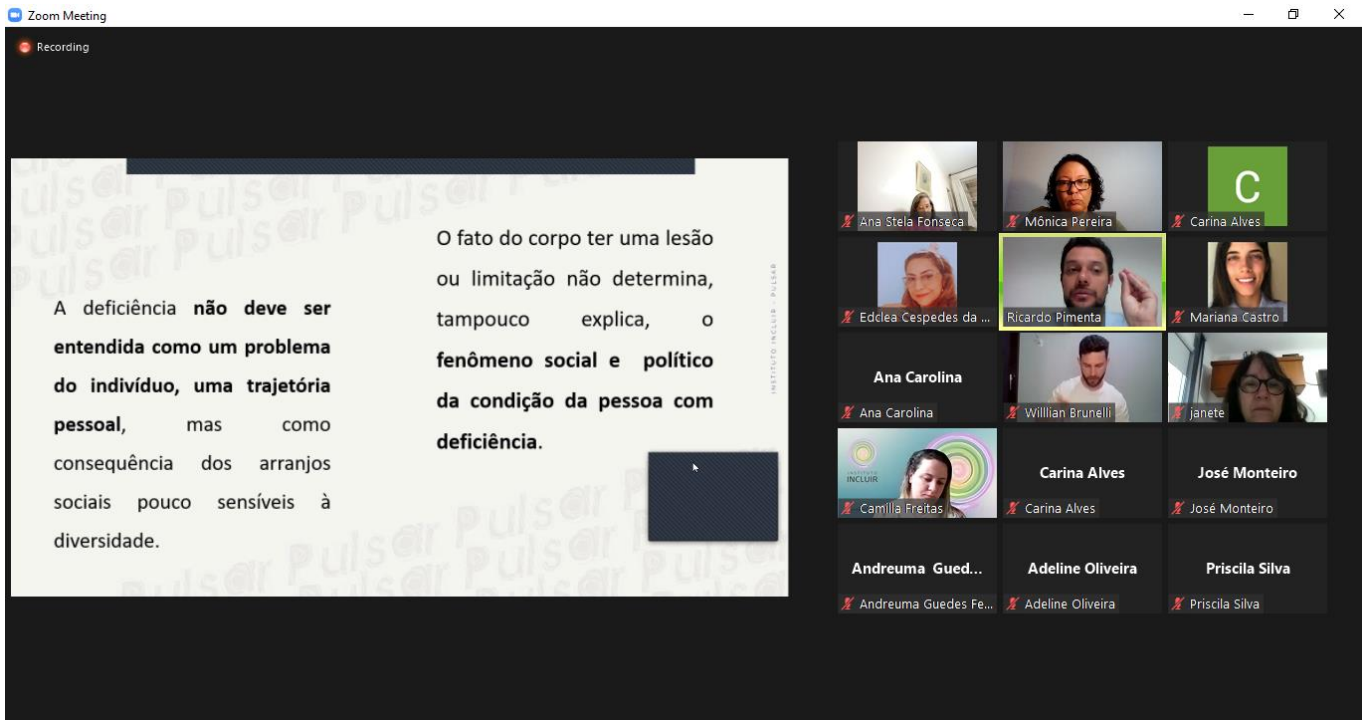 Zoom Meeting
Recording
A deficiência não deve ser
entendida como um problema
do indivíduo, uma trajetória
pessoal, mas como
consequência dos arranjos
sociais pouco sensíveis à
diversidade.
O fato do corpo ter uma lesão
ou limitação não determina,
tampouco explica, o
fenômeno social e político
da condição da pessoa com
deficiência.
INSTITUTO INCLUIR - PULSAR
Pulsar Pulsar Pulsar
Ana Stela Fonseca
Mônica Pereira
C
Carina Alves
Edclea Cespedes da ...
Ricardo Pimenta
Mariana Castro
Ana Carolina
Ana Carolina
Willlian Brunelli
janete
INCLUIR
Camilla Freitas
Carina Alves
Carina Alves
José Monteiro
José Monteiro
Andreuma Gued...
Andreuma Guedes Fe...
Adeline Oliveira
Adeline Oliveira
Priscila Silva
Priscila Silva